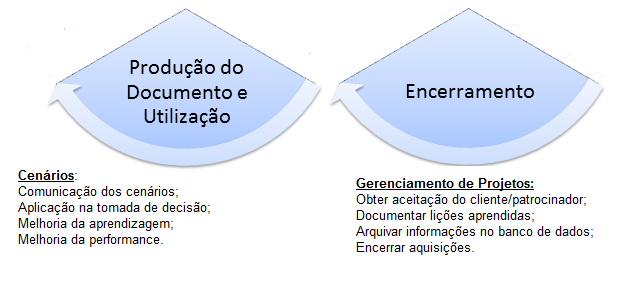 Produção do
Documento e
Utilização
Cenários:
Comunicação dos cenários;
Aplicação na tomada de decisão;
Melhoria da aprendizagem;
Melhoria da performance.
Encerramento
Gerenciamento de Projetos:
Obter aceitação do cliente/patrocinador;
Documentar lições aprendidas;
Arquivar informações no banco de dados;
Encerrar aquisições.